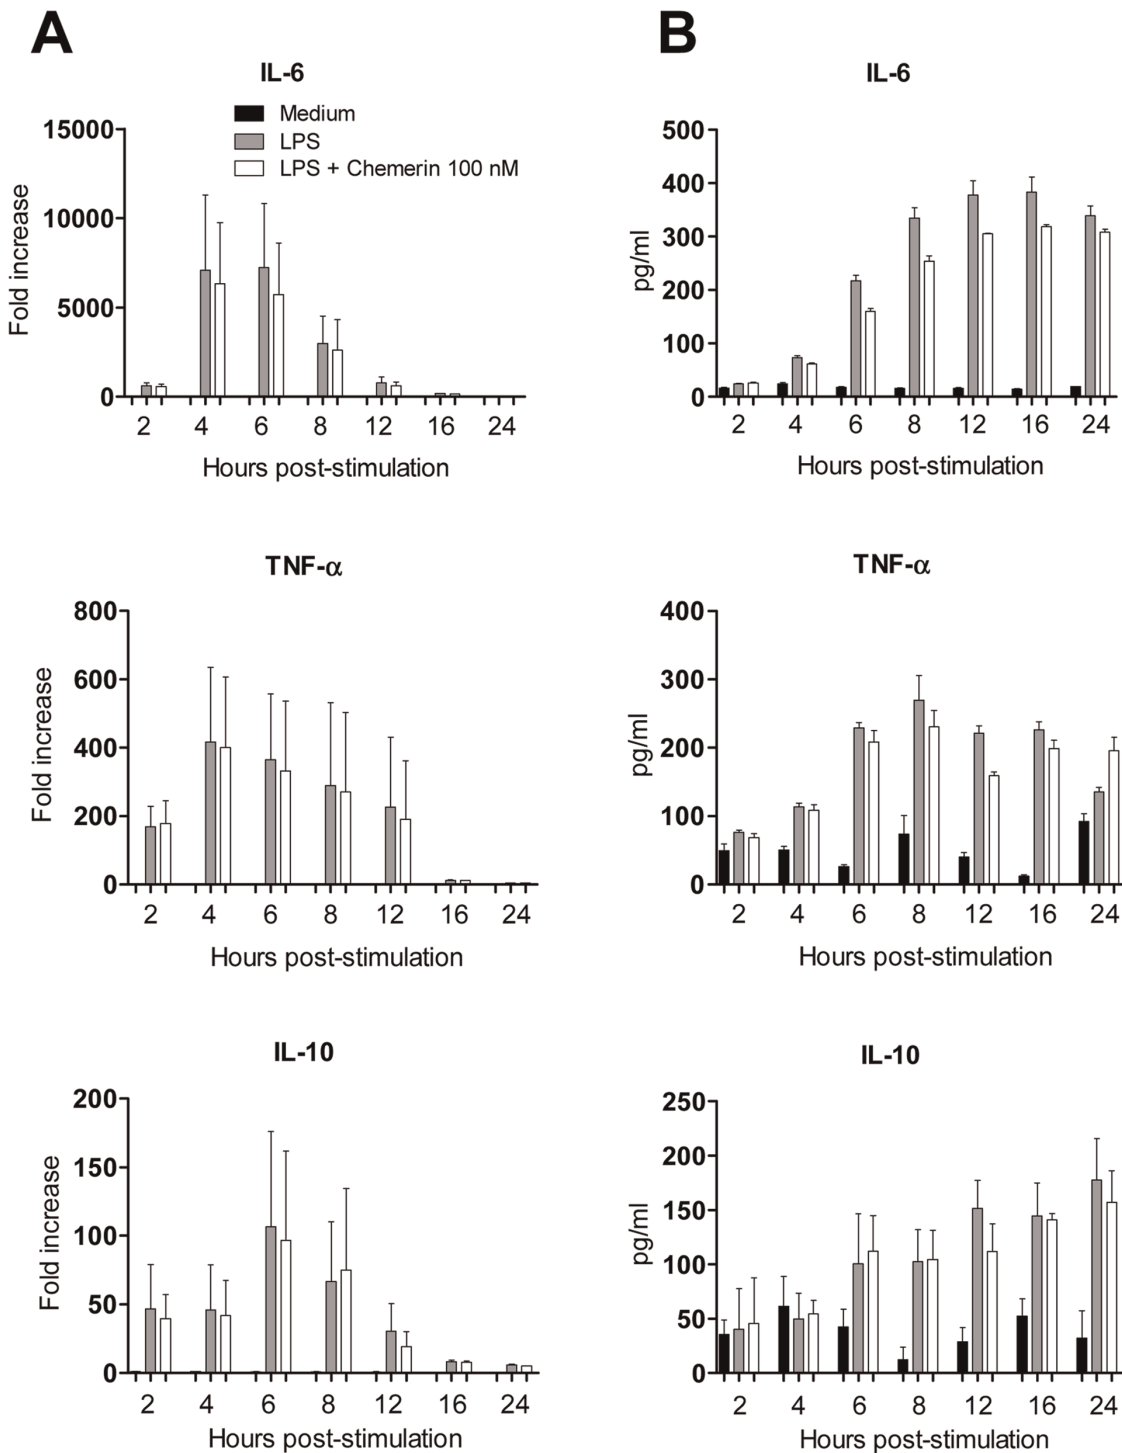 A
IL-6
Medium
LPS
LPS + Chemerin 100 nM
Fold increase
15000
10000
5000
0
2 4 6 8 12 16 24
Hours post-stimulation
B
IL-6
pg/ml
500
400
300
200
100
0
2 4 6 8 12 16 24
Hours post-stimulation
TNF-α
Fold increase
800
600
400
200
0
2 4 6 8 12 16 24
Hours post-stimulation
TNF-α
pg/ml
400
300
200
100
0
2 4 6 8 12 16 24
Hours post-stimulation
IL-10
Fold increase
200
150
100
50
0
2 4 6 8 12 16 24
Hours post-stimulation
IL-10
pg/ml
250
200
150
100
50
0
2 4 6 8 12 16 24
Hours post-stimulation